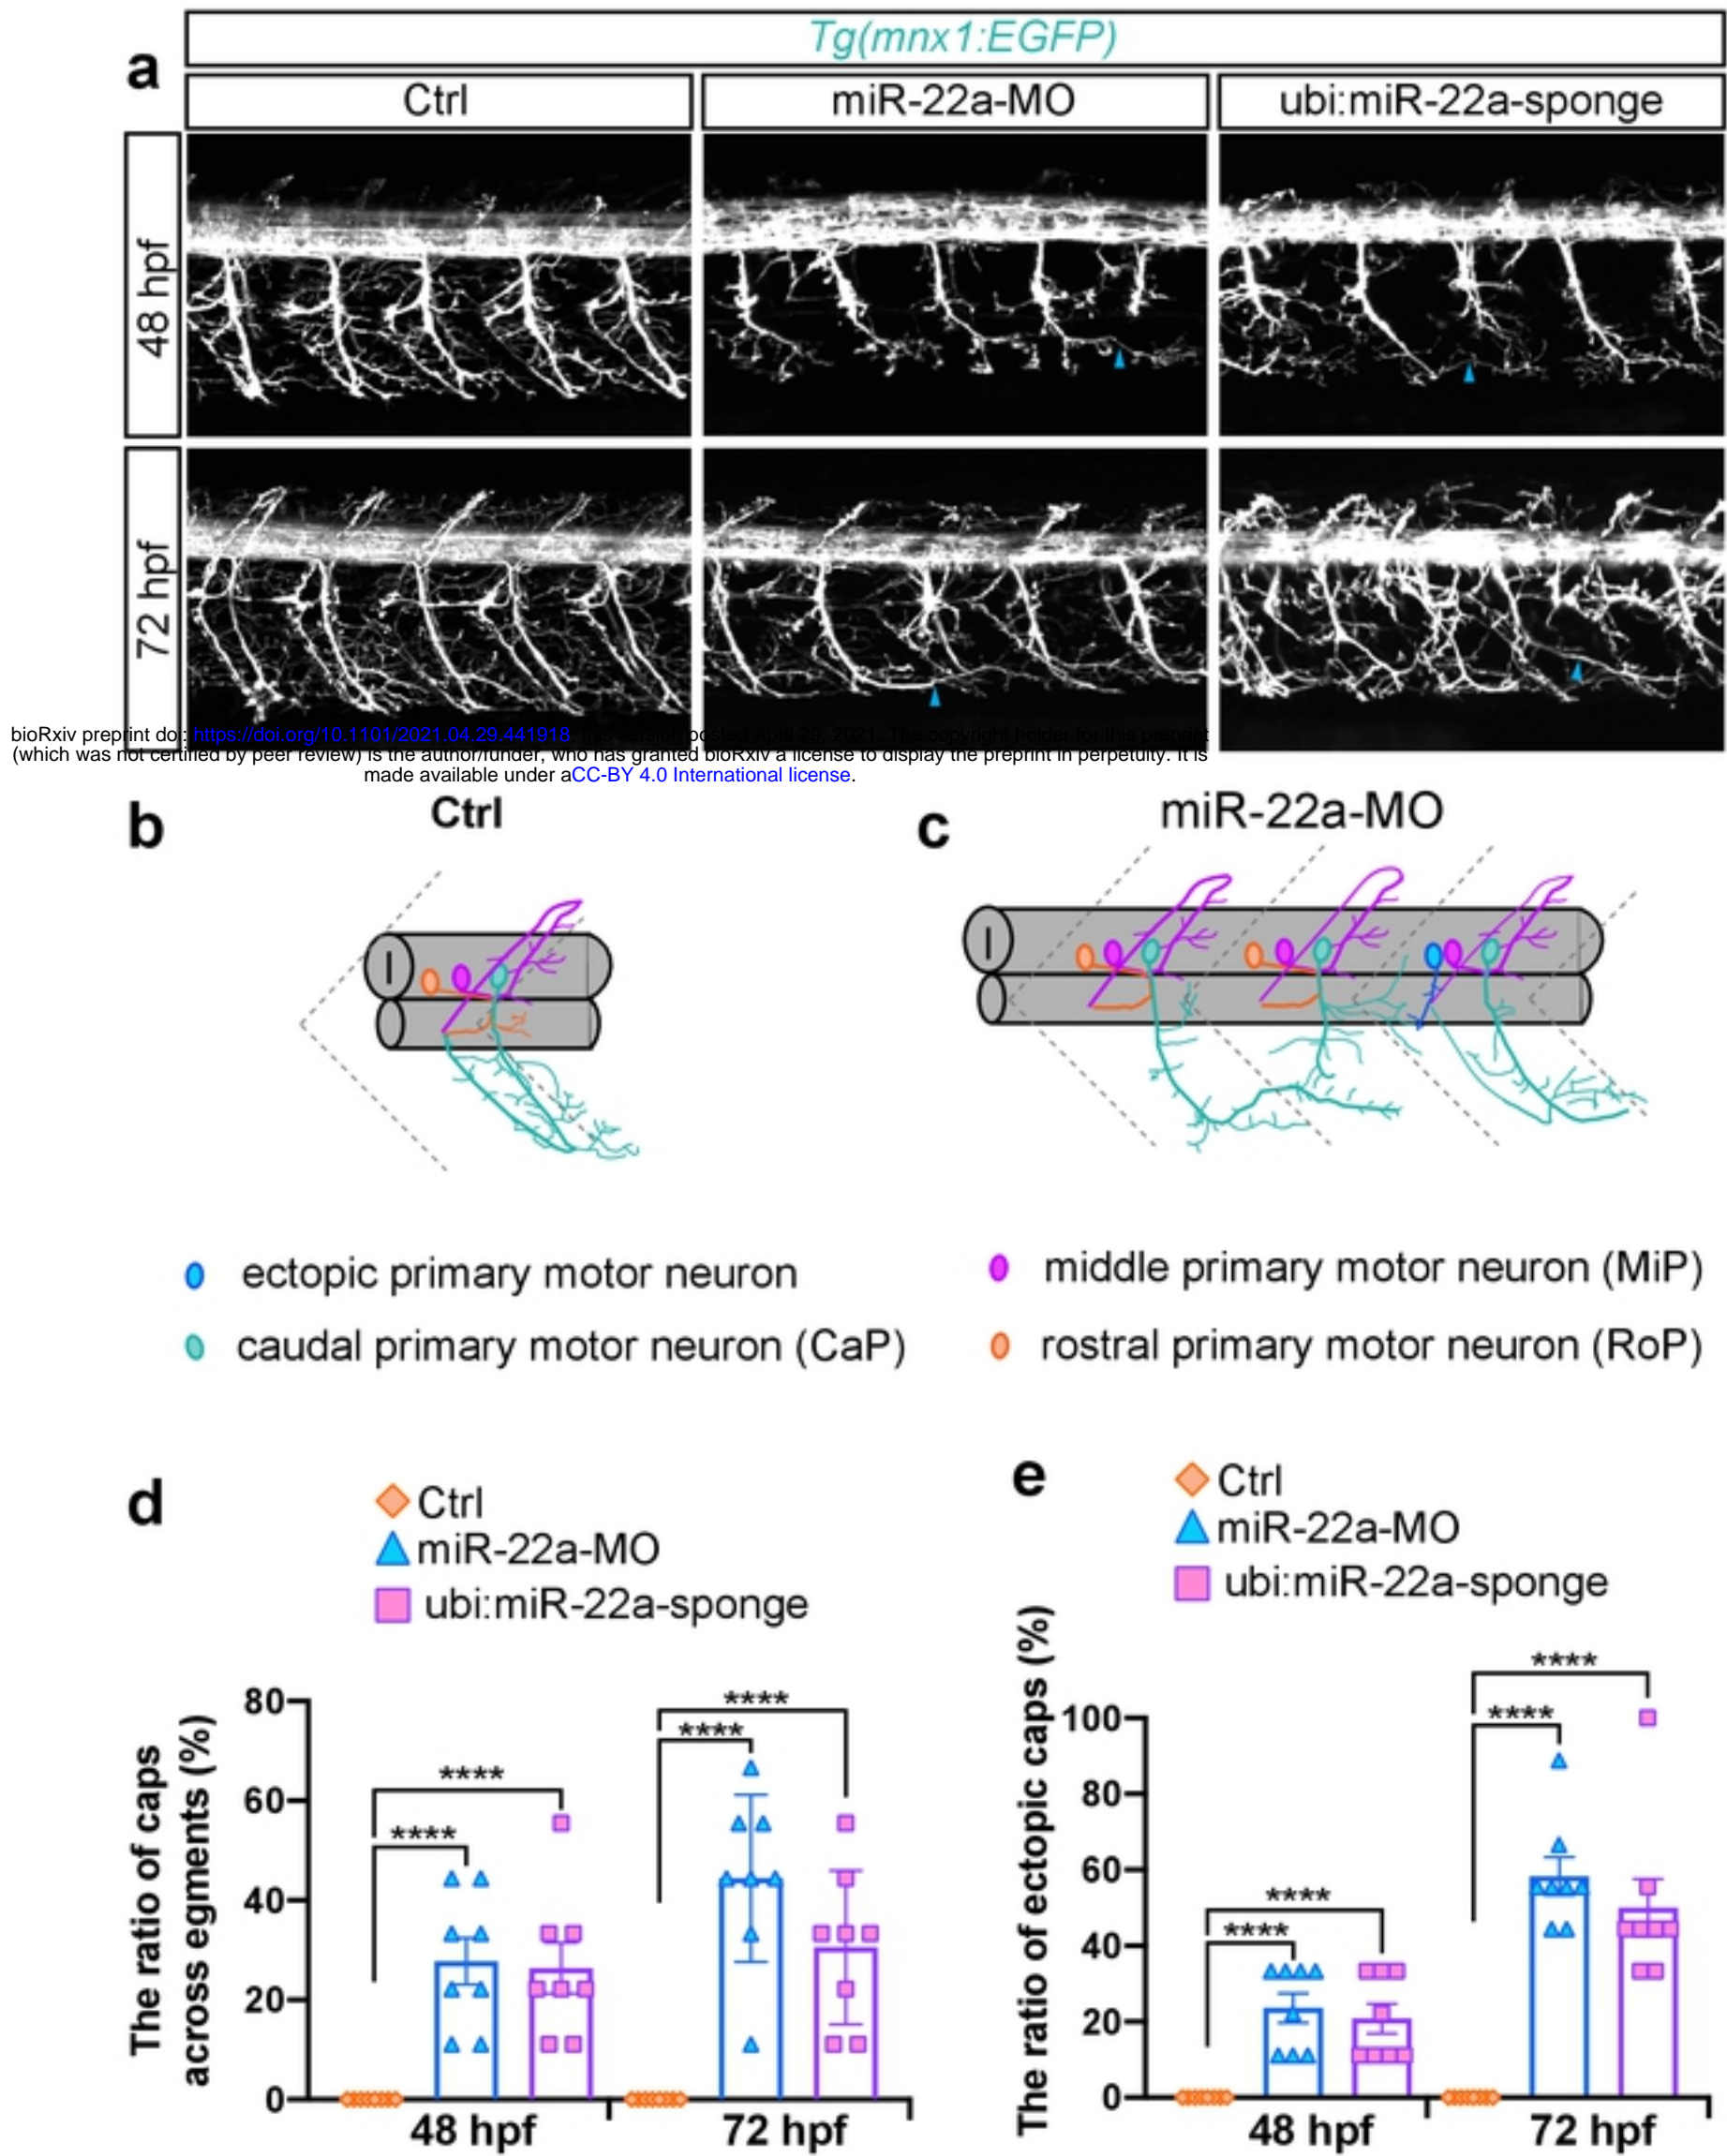 Tg(mnx1:EGFP)
a
Ctrl
miR-22a-MO
ubi:miR-22a-sponge
48 hpf
72 hpf
bioRxiv preprint doi: https://doi.org/10.1101/2021.04.29.441918; this version posted April 29, 2021. The copyright holder for this preprint
(which was not certified by peer review) is the author/funder, who has granted bioRxiv a license to display the preprint in perpetuity. It is
made available under aCC-BY 4.0 International license.
b
Ctrl
c
miR-22a-MO
ectopic primary motor neuron
middle primary motor neuron (MiP)
caudal primary motor neuron (CaP)
rostral primary motor neuron (RoP)
d
Ctrl
miR-22a-MO
ubi:miR-22a-sponge
The ratio of caps
across egments (%)
80
60
40
20
0
****
****
****
****
48 hpf
72 hpf
e
Ctrl
miR-22a-MO
ubi:miR-22a-sponge
The ratio of ectopic caps (%)
100
80
60
40
20
0
****
****
****
****
48 hpf
72 hpf